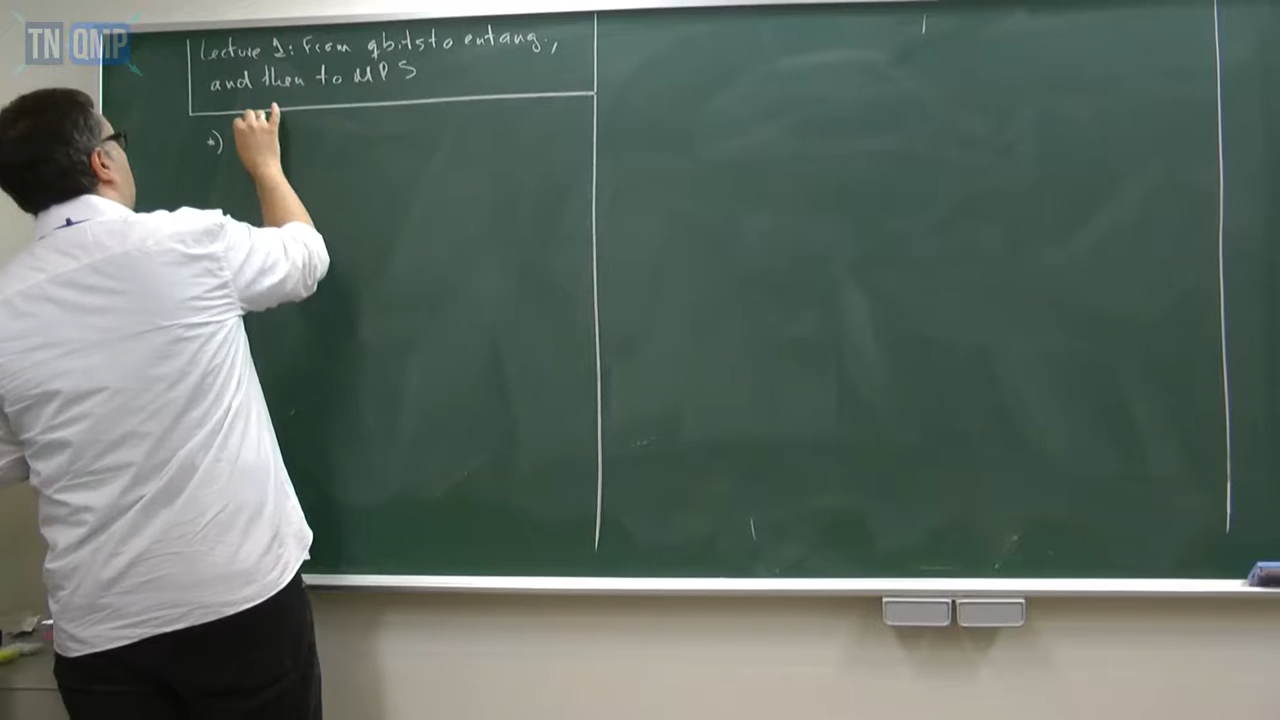 TN QMP
Lecture 1: From qbits to entang.,
and then to MPS
*)